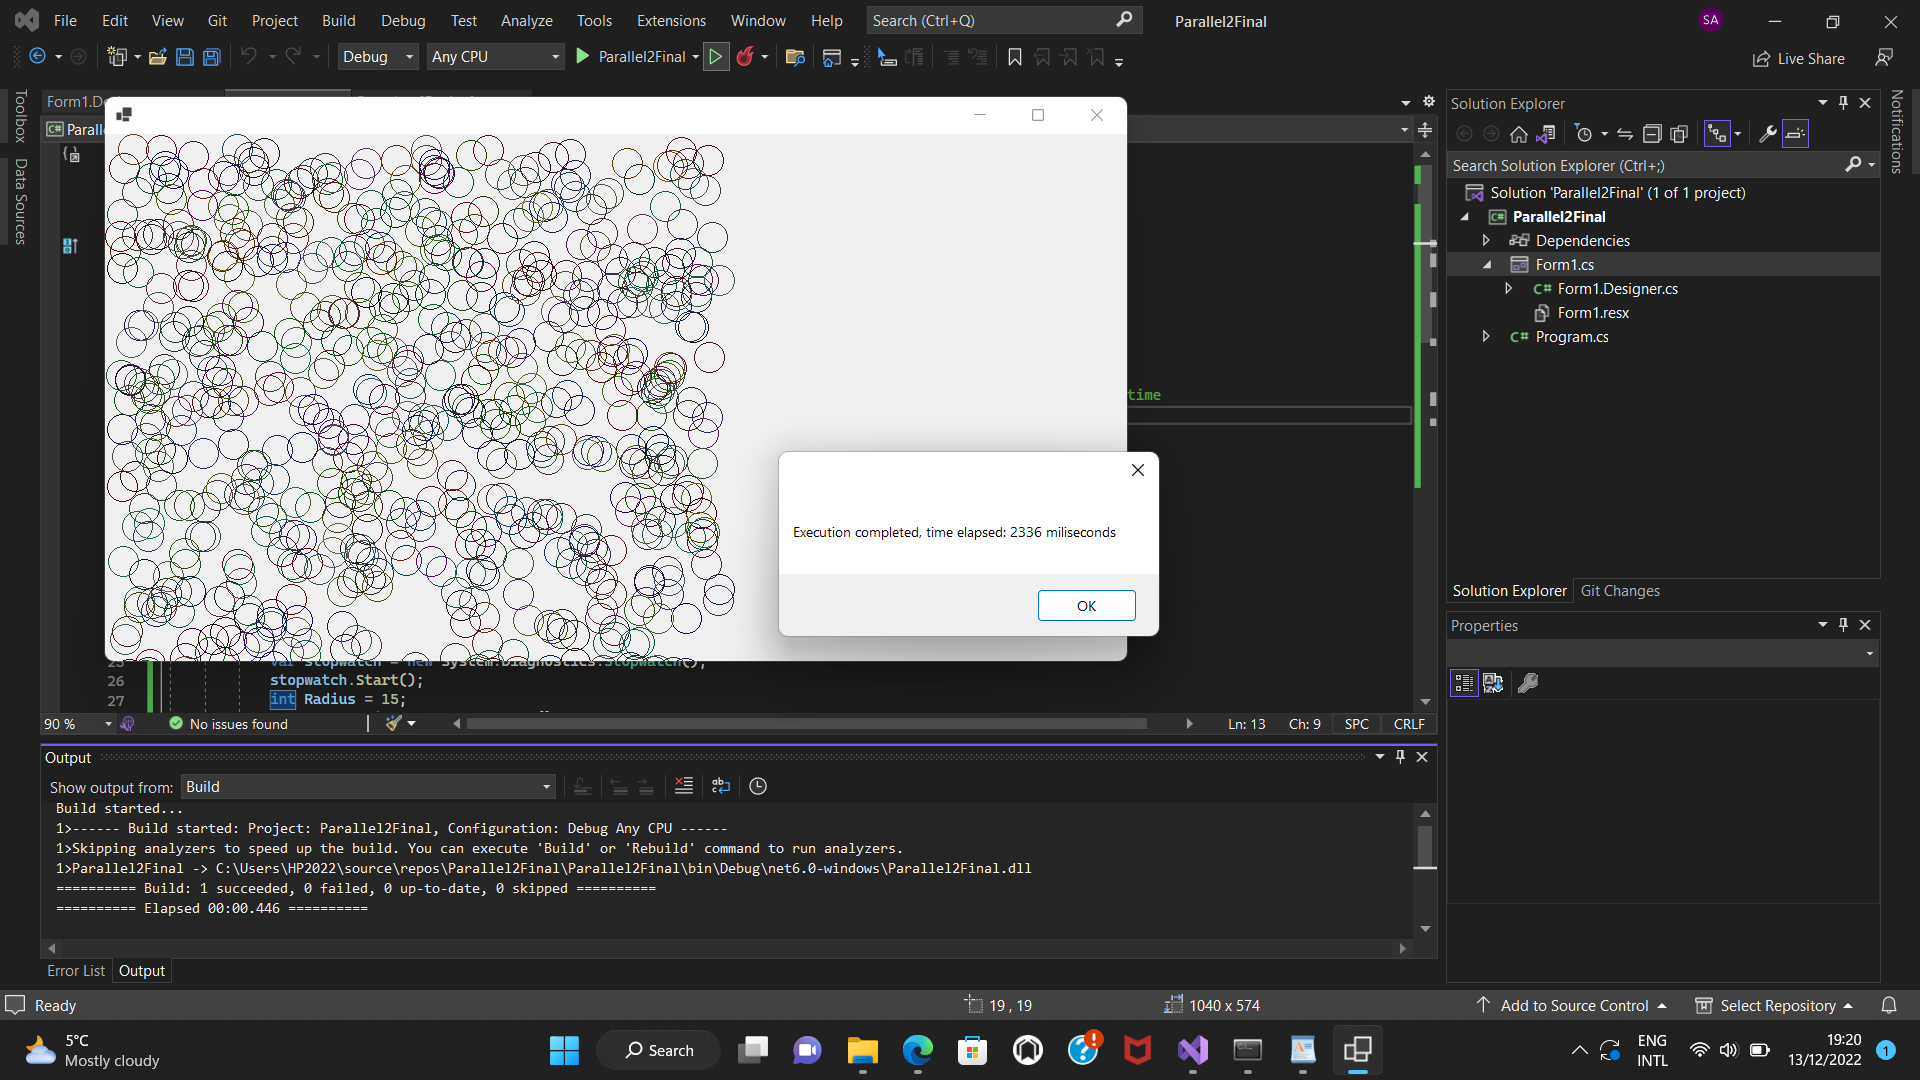 File Edit View Git Project Build Debug Test Analyze Tools Extensions Window Help Search (Ctrl+Q) Parallel2Final SA
Debug Any CPU Parallel2Final Live Share
Toolbox
Data Sources
Form1.De
Parall
time
Execution completed, time elapsed: 2336 miliseconds
OK
25 var stopwatch = new System.Diagnostics.Stopwatch();
26 stopwatch.Start();
27 int Radius = 15;
90 % No issues found Ln: 13 Ch: 9 SPC CRLF
Output
Show output from: Build
Build started...
1>------ Build started: Project: Parallel2Final, Configuration: Debug Any CPU ------
1>Skipping analyzers to speed up the build. You can execute 'Build' or 'Rebuild' command to run analyzers.
1>Parallel2Final -> C:\Users\HP2022\source\repos\Parallel2Final\Parallel2Final\bin\Debug\net6.0-windows\Parallel2Final.dll
========== Build: 1 succeeded, 0 failed, 0 up-to-date, 0 skipped ==========
========== Elapsed 00:00.446 ==========
Error List Output
Solution Explorer
Search Solution Explorer (Ctrl+;)
Solution 'Parallel2Final' (1 of 1 project)
Parallel2Final
Dependencies
Form1.cs
Form1.Designer.cs
Form1.resx
Program.cs
Solution Explorer Git Changes
Properties
Notifications
Ready 19 , 19 1040 x 574 Add to Source Control Select Repository
5°C
Mostly cloudy
Search
ENG
INTL
19:20
13/12/2022
1